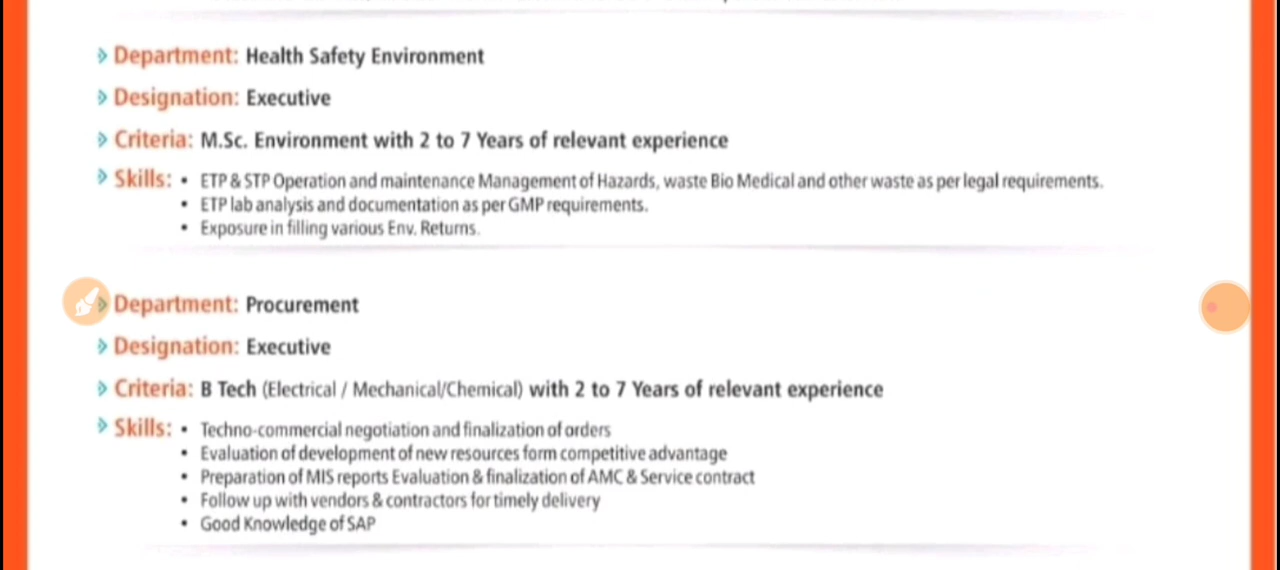 Department: Health Safety Environment
Designation: Executive
Criteria: M.Sc. Environment with 2 to 7 Years of relevant experience
Skills: • ETP & STP Operation and maintenance Management of Hazards, waste Bio Medical and other waste as per legal requirements.
• ETP lab analysis and documentation as per GMP requirements.
• Exposure in filling various Env. Returns.
Department: Procurement
Designation: Executive
Criteria: B Tech (Electrical / Mechanical/Chemical) with 2 to 7 Years of relevant experience
Skills: • Techno-commercial negotiation and finalization of orders
• Evaluation of development of new resources form competitive advantage
• Preparation of MIS reports Evaluation & finalization of AMC & Service contract
• Follow up with vendors & contractors for timely delivery
• Good Knowledge of SAP